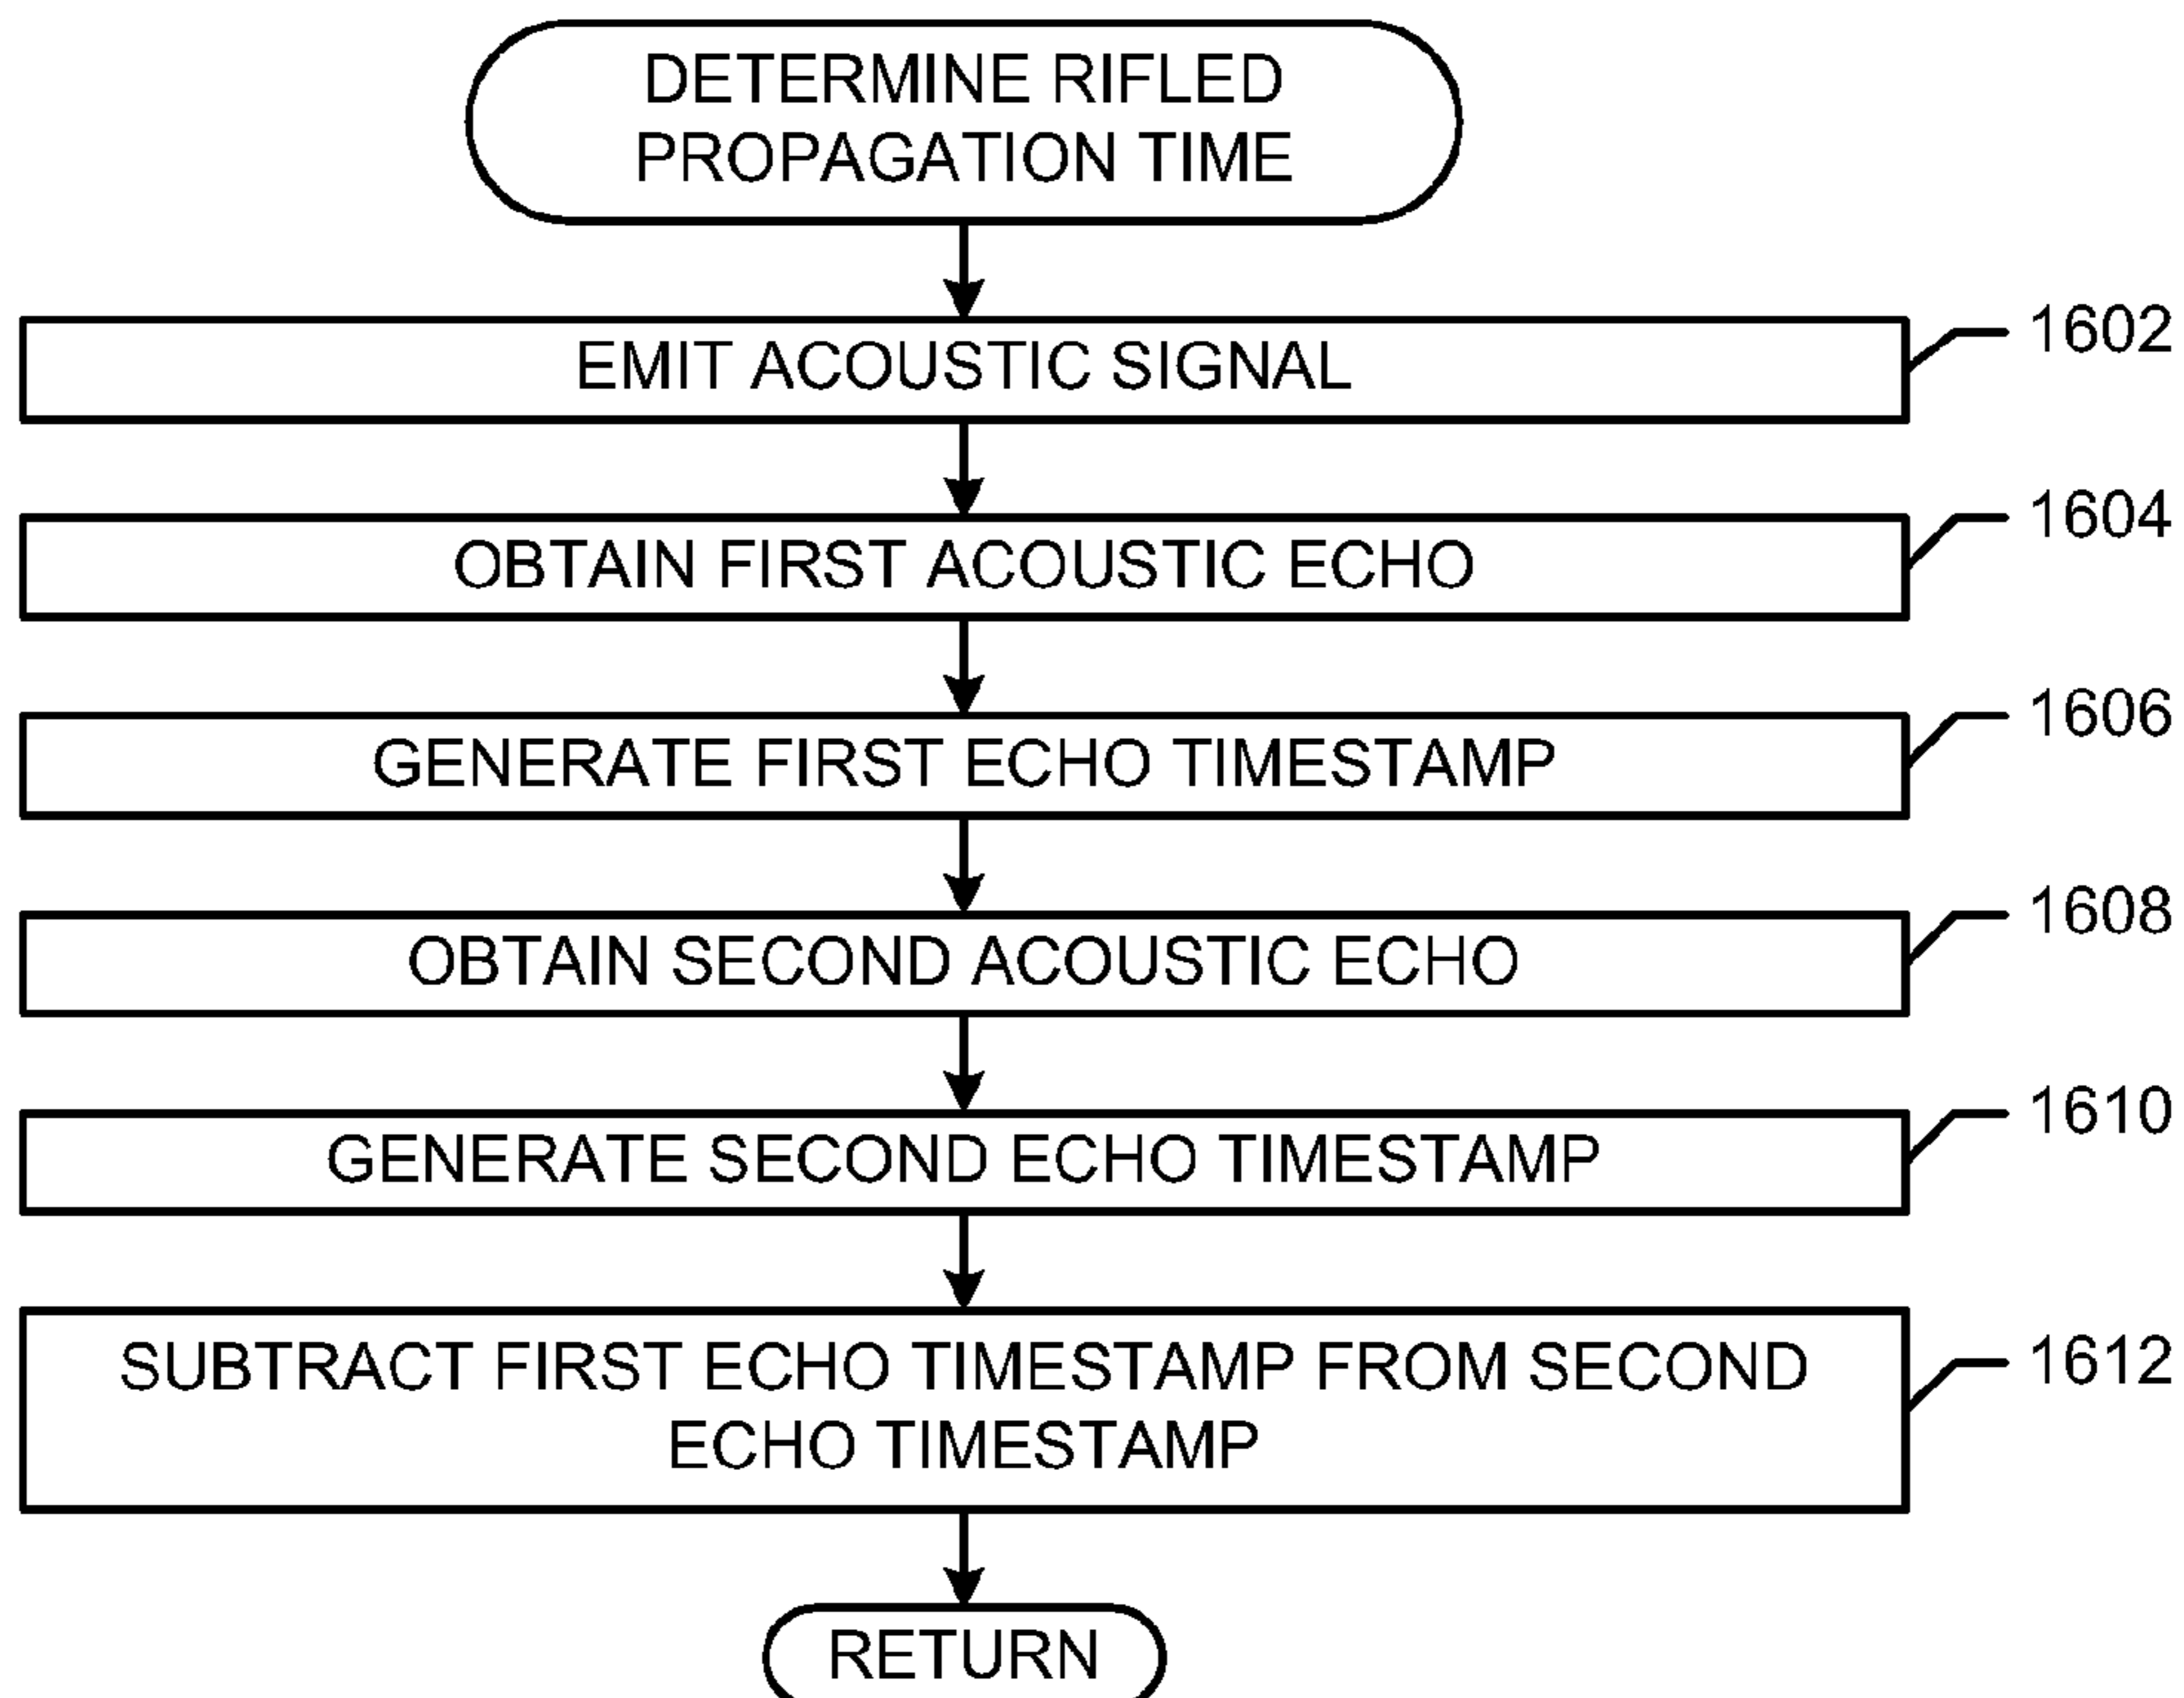 DETERMINE RIFLED
PROPAGATION TIME
EMIT ACOUSTIC SIGNAL
1602
OBTAIN FIRST ACOUSTIC ECHO
1604
GENERATE FIRST ECHO TIMESTAMP
1606
OBTAIN SECOND ACOUSTIC ECHO
1608
GENERATE SECOND ECHO TIMESTAMP
1610
SUBTRACT FIRST ECHO TIMESTAMP FROM SECOND
ECHO TIMESTAMP
1612
RETURN